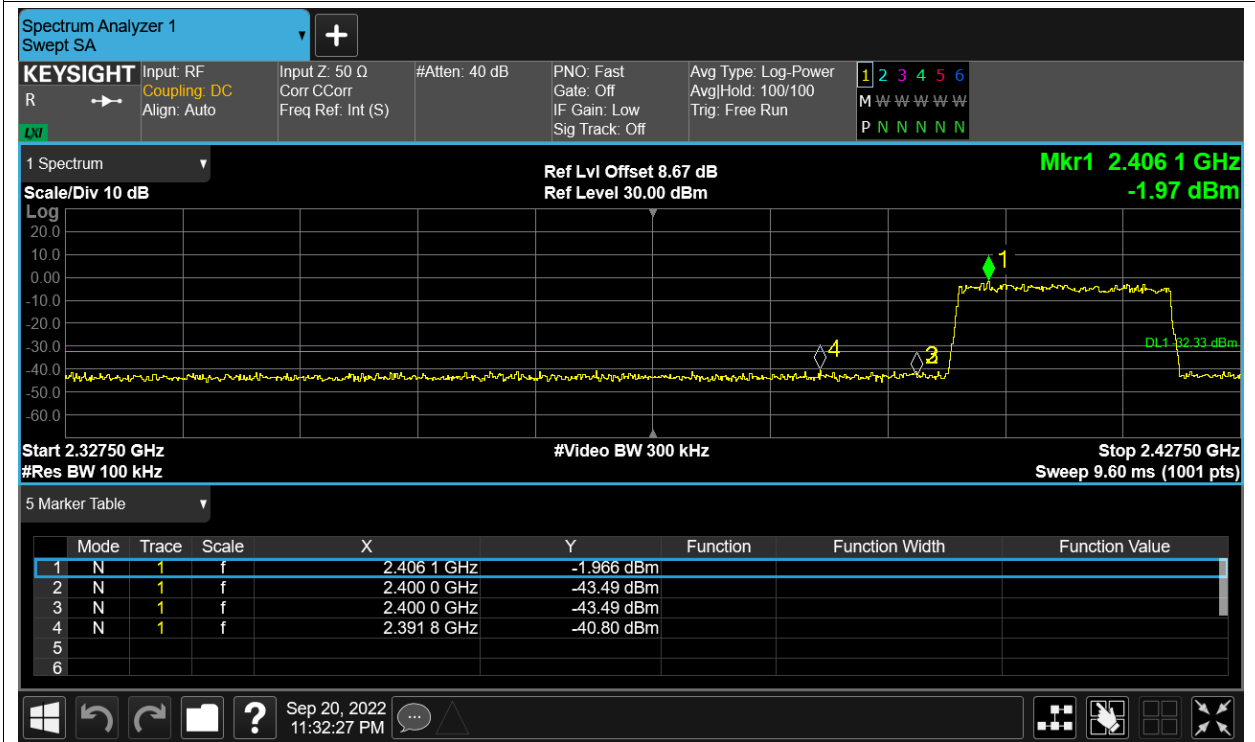 Spectrum Analyzer 1
Swept SA
+
KEYSIGHT Input: RF Input Z: 50 Ω #Atten: 40 dB PNO: Fast Avg Type: Log-Power 1 2 3 4 5 6
R Coupling: DC Corr CCorr Gate: Off Avg|Hold: 100/100 M W W W W W
Align: Auto Freq Ref: Int (S) IF Gain: Low Trig: Free Run
LXI Sig Track: Off P N N N N N
1 Spectrum Ref Lvl Offset 8.67 dB Mkr1 2.406 1 GHz
Scale/Div 10 dB Ref Level 30.00 dBm -1.97 dBm
Log
20.0
10.0
1
0.00
-10.0
-20.0
-30.0
DL1 -32.33 dBm
4
-40.0
-50.0
-60.0
Start 2.32750 GHz #Video BW 300 kHz Stop 2.42750 GHz
#Res BW 100 kHz Sweep 9.60 ms (1001 pts)
5 Marker Table
Mode Trace Scale X Y Function Function Width Function Value
1 N 1 f 2.406 1 GHz -1.966 dBm
2 N 1 f 2.400 0 GHz -43.49 dBm
3 N 1 f 2.400 0 GHz -43.49 dBm
4 N 1 f 2.391 8 GHz -40.80 dBm
5
6
? Sep 20, 2022
11:32:27 PM